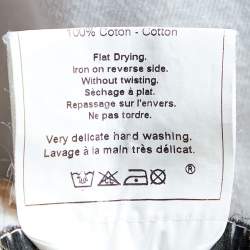 100% Coton - Cotton
Flat Drying.
Iron on reverse side.
Without twisting.
Séchage à plat.
Repassage sur l'envers.
Ne pas tordre.
Very delicate hard washing.
Lavage à la main très délicat.
®